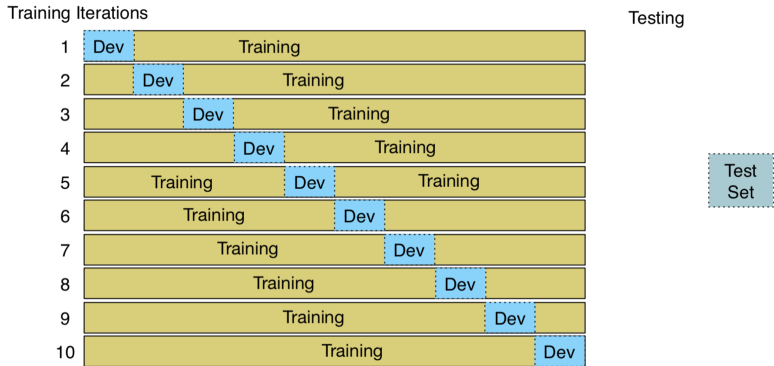 Training Iterations
Testing
1 Dev Training
2 Dev Training
3 Dev Training
4 Dev Training
5 Training Dev Training
6 Training Dev
7 Training Dev
8 Training Dev
9 Training Dev
10 Training Dev
Test
Set